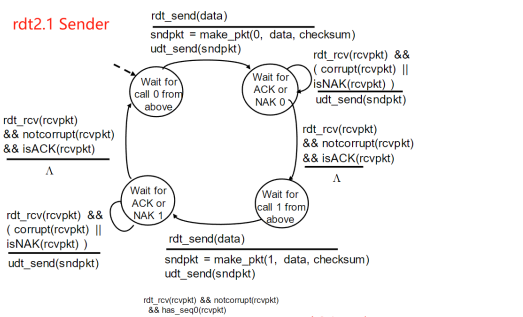 rdt2.1 Sender
rdt_send(data)
sndpkt = make_pkt(0, data, checksum)
udt_send(sndpkt)
Wait for
call 0 from
above
Wait for
ACK or
NAK 0
rdt_rcv(rcvpkt) &&
( corrupt(rcvpkt) ||
isNAK(rcvpkt) )
udt_send(sndpkt)
rdt_rcv(rcvpkt)
&& notcorrupt(rcvpkt)
&& isACK(rcvpkt)
Λ
rdt_rcv(rcvpkt)
&& notcorrupt(rcvpkt)
&& isACK(rcvpkt)
Λ
Wait for
ACK or
NAK 1
Wait for
call 1 from
above
rdt_rcv(rcvpkt) &&
( corrupt(rcvpkt) ||
isNAK(rcvpkt) )
udt_send(sndpkt)
rdt_send(data)
sndpkt = make_pkt(1, data, checksum)
udt_send(sndpkt)
rdt_rcv(rcvpkt) && notcorrupt(rcvpkt)
&& has_seq0(rcvpkt)